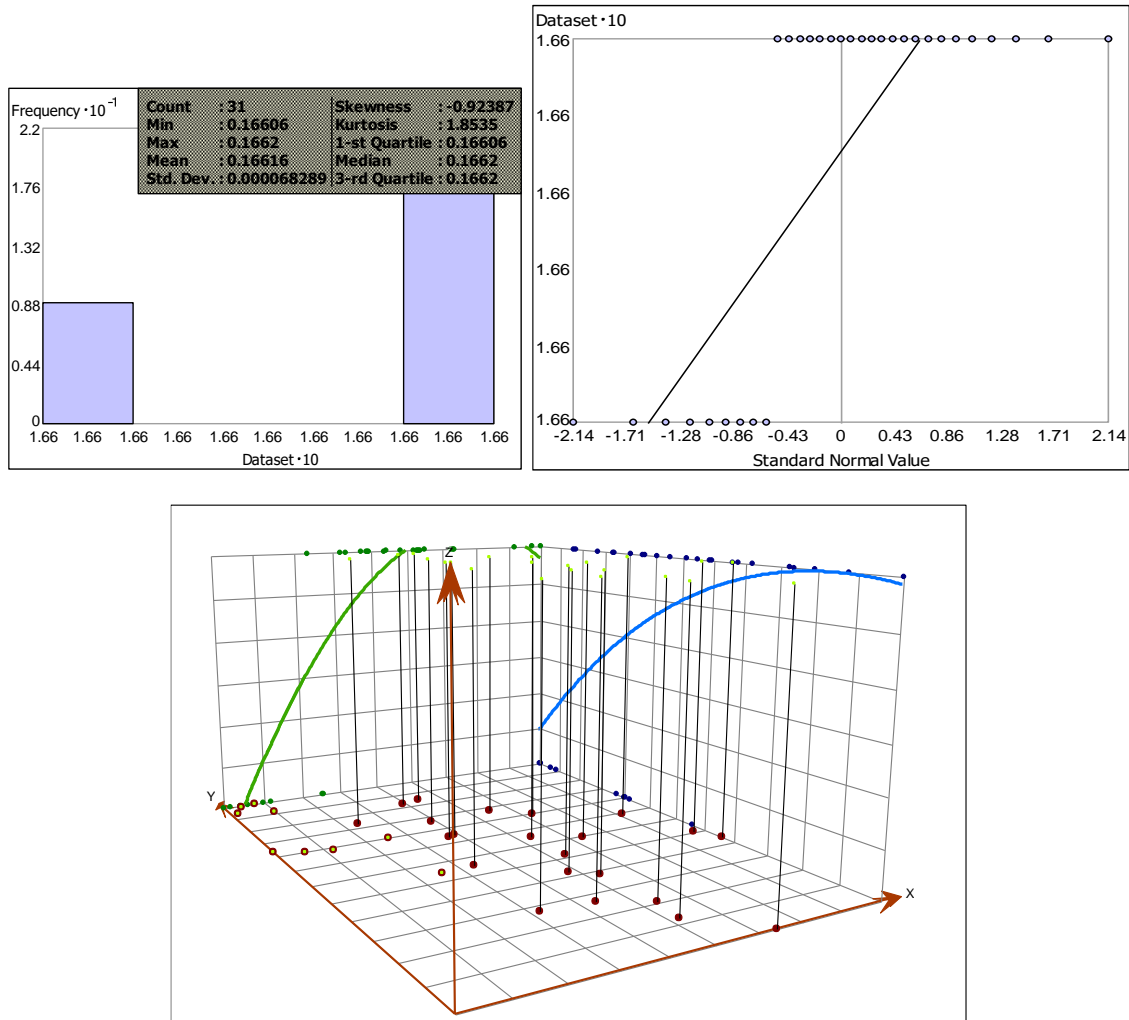 Frequency · 10⁻¹
Count : 31 Skewness : -0.92387
Min : 0.16606 Kurtosis : 1.8535
Max : 0.1662 1-st Quartile : 0.16606
Mean : 0.16616 Median : 0.1662
Std. Dev. : 0.000068289 3-rd Quartile : 0.1662
2.2
1.76
1.32
0.88
0.44
0
1.66 1.66 1.66 1.66 1.66 1.66 1.66 1.66 1.66 1.66 1.66
Dataset · 10
Dataset · 10
1.66
1.66
1.66
1.66
1.66
1.66
-2.14 -1.71 -1.28 -0.86 -0.43 0 0.43 0.86 1.28 1.71 2.14
Standard Normal Value
Z
Y
X